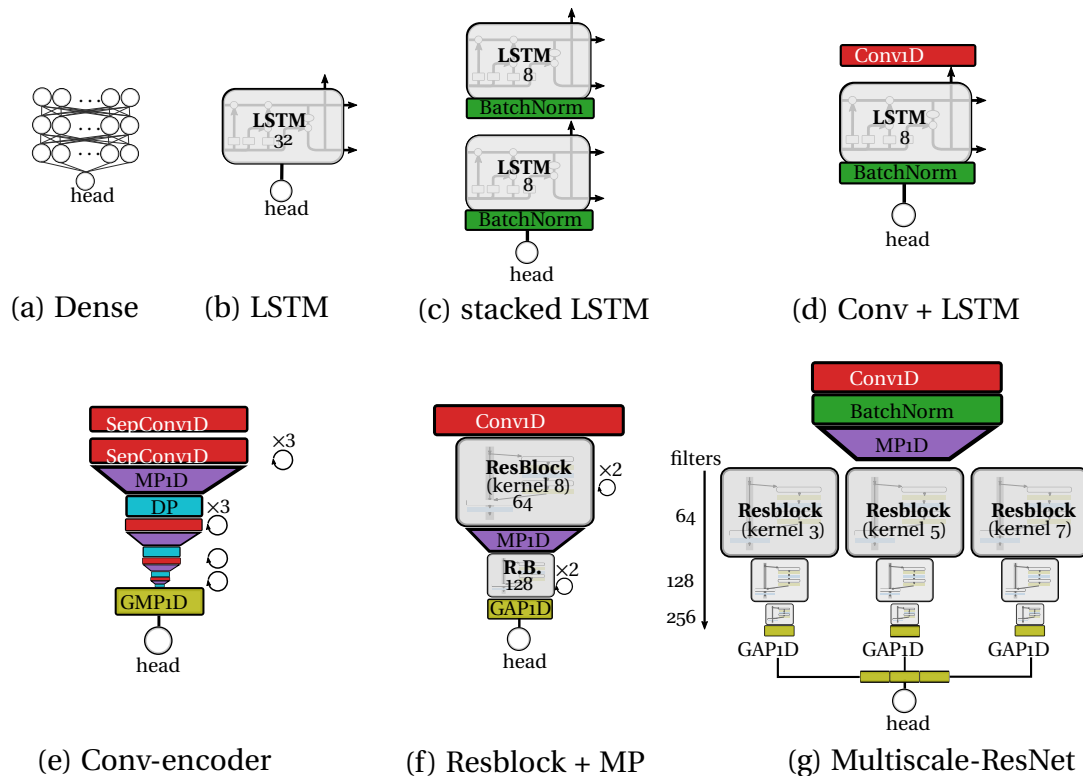 head
(a) Dense
LSTM
32
head
(b) LSTM
LSTM
8
BatchNorm
LSTM
8
BatchNorm
head
(c) stacked LSTM
Conv1D
LSTM
8
BatchNorm
head
(d) Conv + LSTM
SepConv1D
SepConv1D
×3
MP1D
DP
×3
GMP1D
head
(e) Conv-encoder
Conv1D
ResBlock
(kernel 8)
64
×2
MP1D
R.B.
128
×2
GAP1D
head
(f) Resblock + MP
Conv1D
BatchNorm
MP1D
filters
64
128
256
Resblock
(kernel 3)
Resblock
(kernel 5)
Resblock
(kernel 7)
GAP1D
GAP1D
GAP1D
head
(g) Multiscale-ResNet